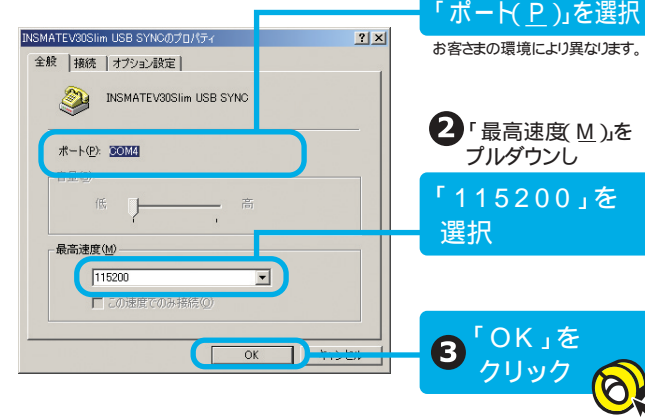 「ポート( P )」を選択
お客さまの環境により異なります。
INSMATEV30Slim USB SYNCのプロパティ
全般 接続 オプション設定
INSMATEV30Slim USB SYNC
ポート(P): COM4
音量(S)
低 高
最高速度(M)
115200
この速度でのみ接続(O)
OK キャンセル
2 「最高速度( M )」を
プルダウンし
「115200」を
選択
3 「OK」を
クリック